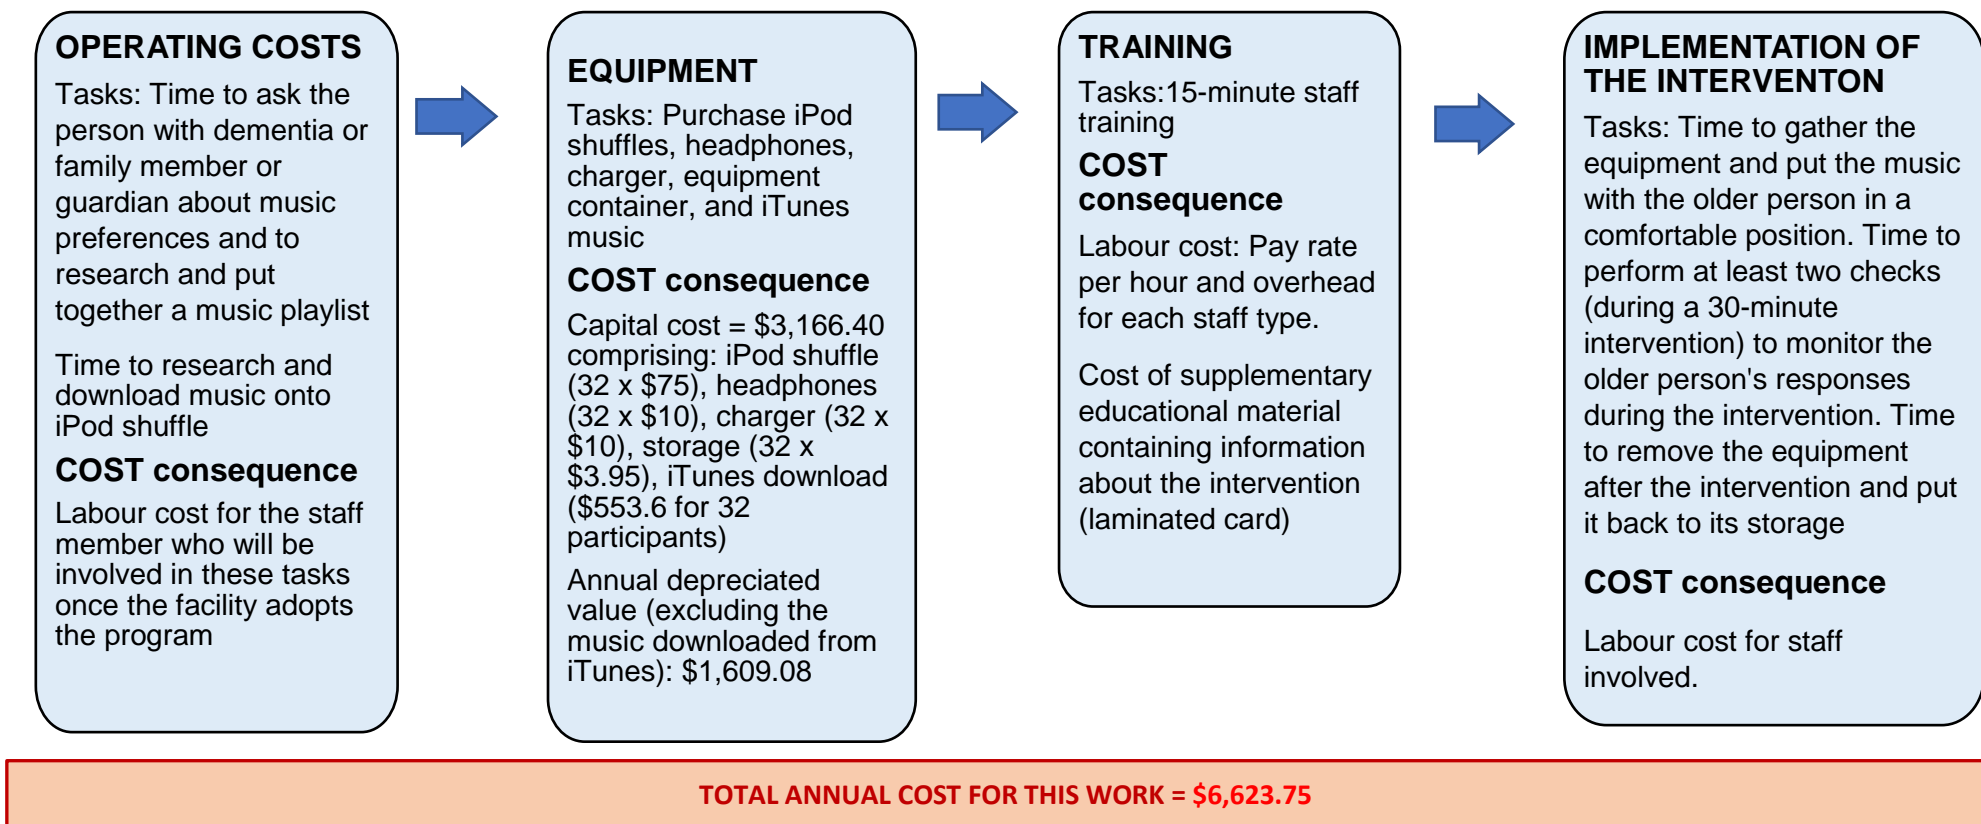 OPERATING COSTS
Tasks: Time to ask the
person with dementia or
family member or
guardian about music
preferences and to
research and put
together a music playlist
Time to research and
download music onto
iPod shuffle
COST consequence
Labour cost for the staff
member who will be
involved in these tasks
once the facility adopts
the program
EQUIPMENT
Tasks: Purchase iPod
shuffles, headphones,
charger, equipment
container, and iTunes
music
COST consequence
Capital cost = $3,166.40
comprising: iPod shuffle
(32 x $75), headphones
(32 x $10), charger (32 x
$10), storage (32 x
$3.95), iTunes download
($553.6 for 32
participants)
Annual depreciated
value (excluding the
music downloaded from
iTunes): $1,609.08
TRAINING
Tasks:15-minute staff
training
COST
consequence
Labour cost: Pay rate
per hour and overhead
for each staff type.
Cost of supplementary
educational material
containing information
about the intervention
(laminated card)
IMPLEMENTATION OF
THE INTERVENTON
Tasks: Time to gather the
equipment and put the music
with the older person in a
comfortable position. Time to
perform at least two checks
(during a 30-minute
intervention) to monitor the
older person's responses
during the intervention. Time
to remove the equipment
after the intervention and put
it back to its storage
COST consequence
Labour cost for staff
involved.
TOTAL ANNUAL COST FOR THIS WORK = $6,623.75